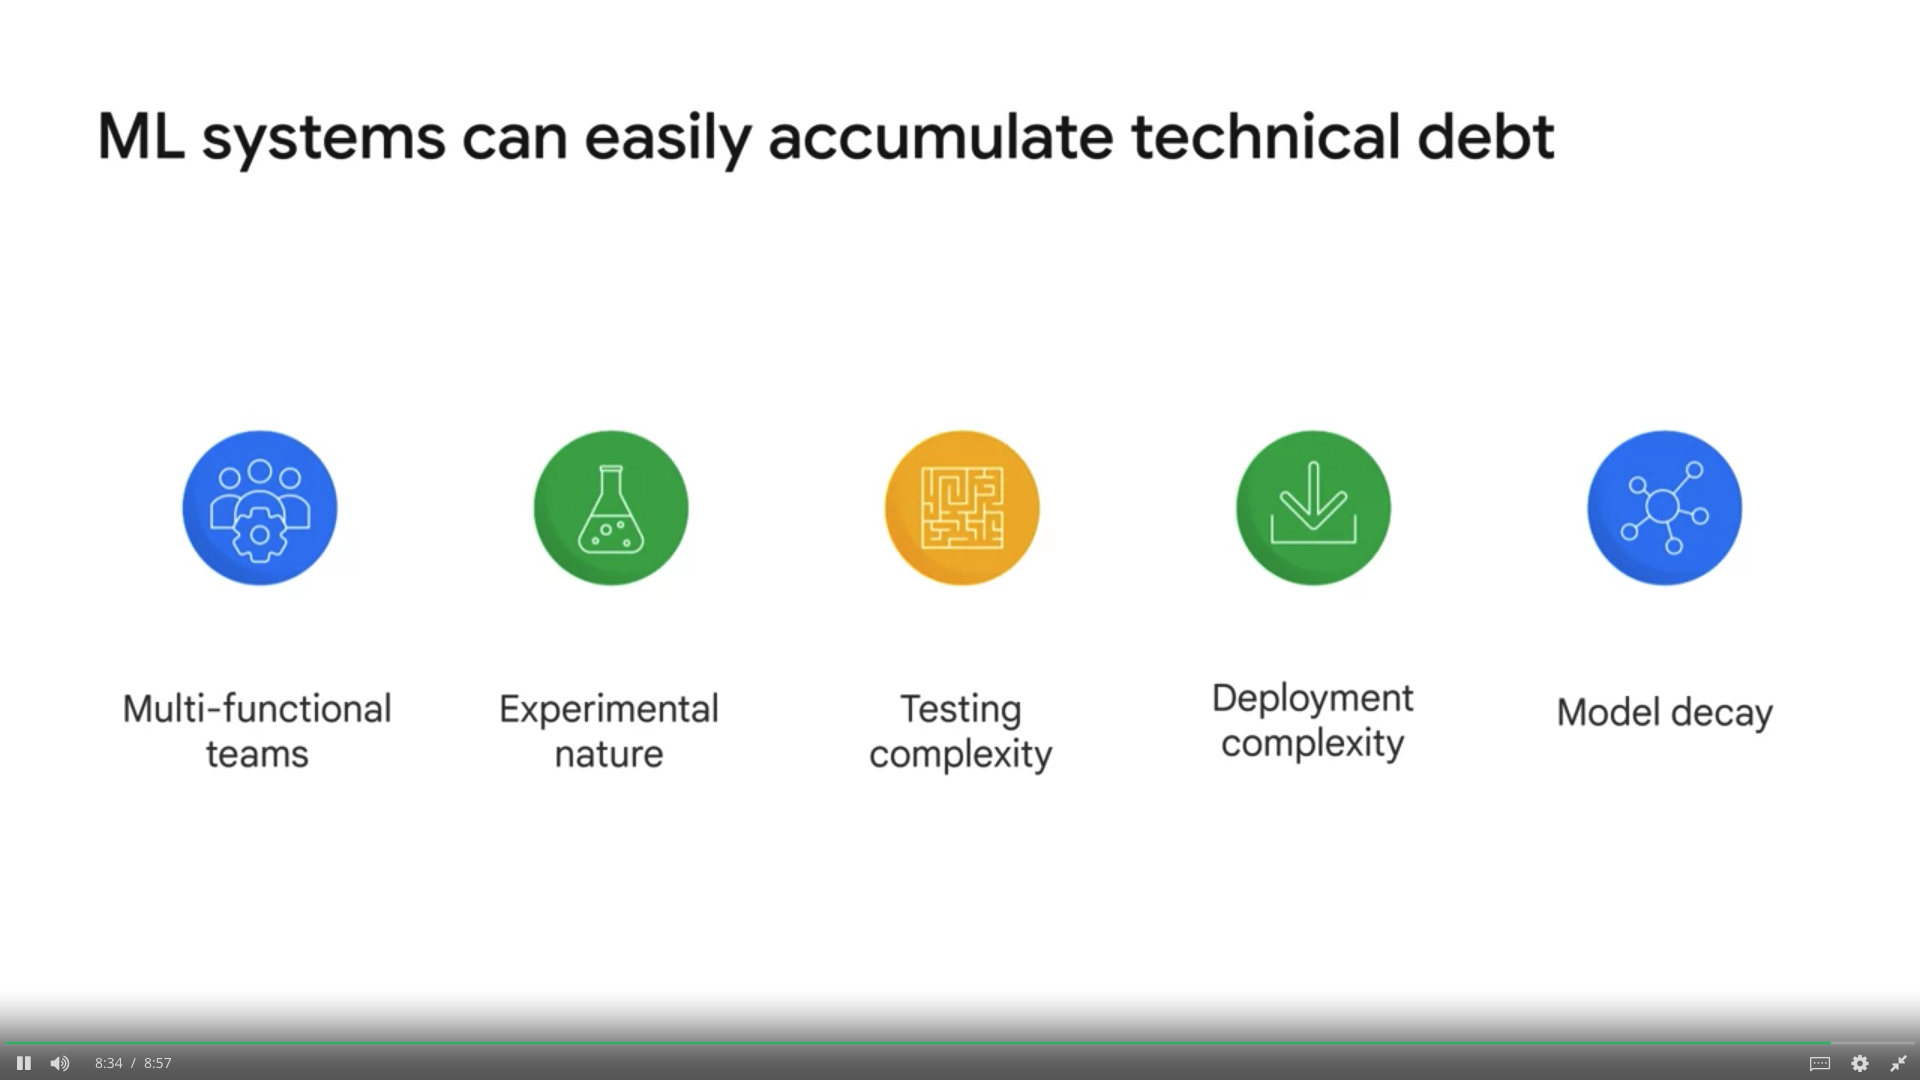 ML systems can easily accumulate technical debt
Multi-functional
teams
Experimental
nature
Testing
complexity
Deployment
complexity
Model decay
8:34 / 8:57